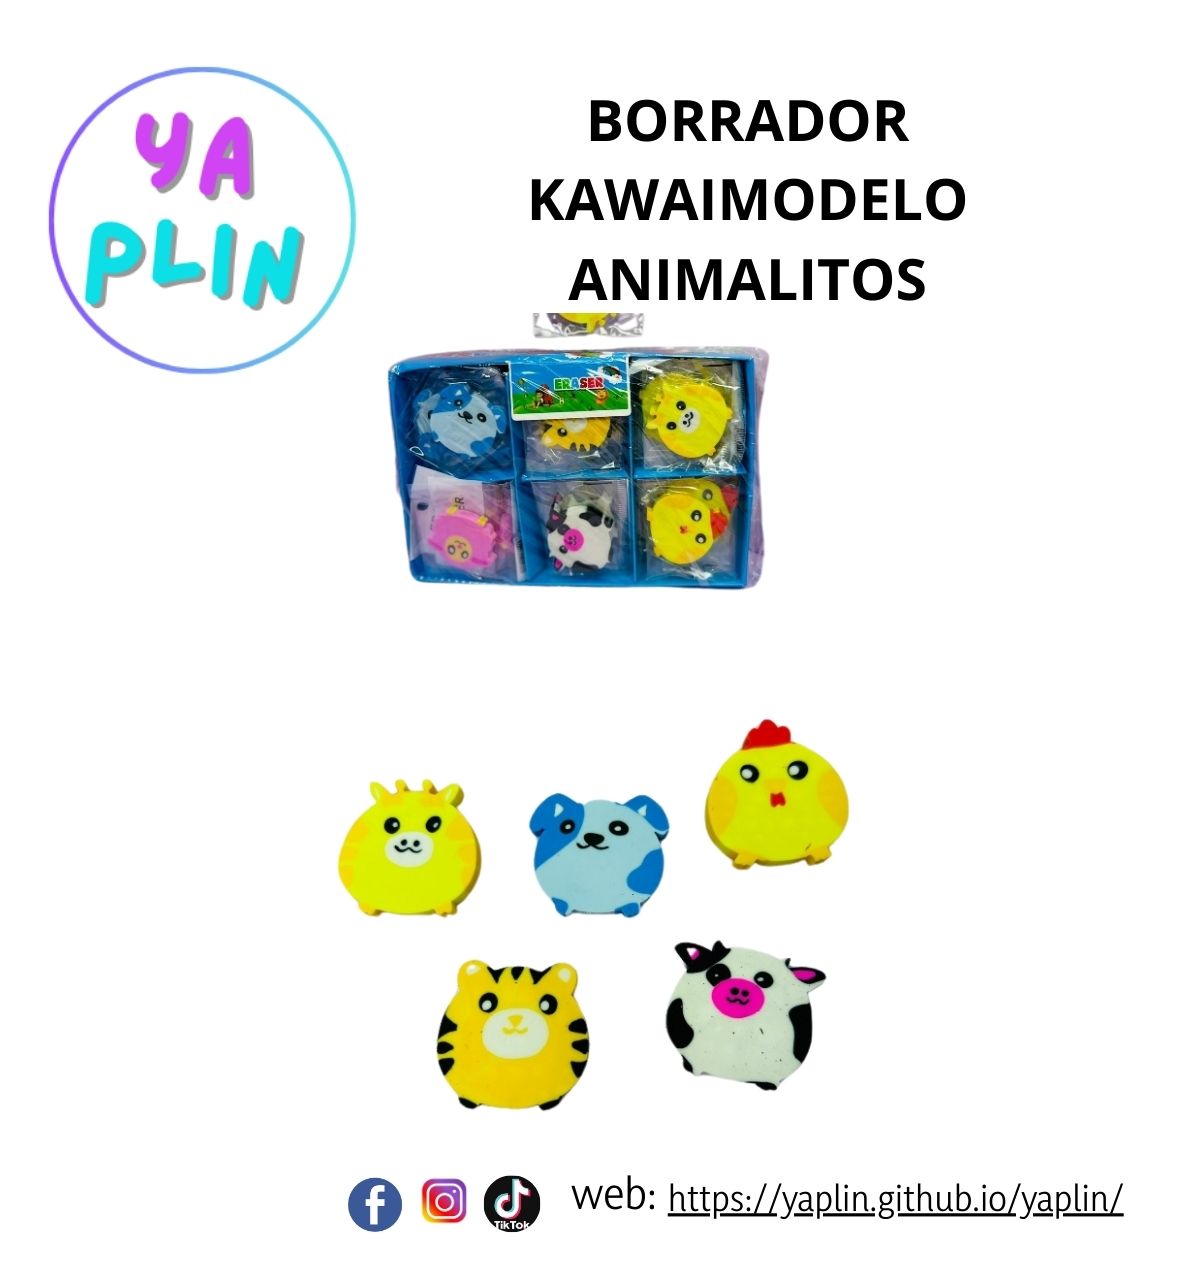 YA
PLIN
BORRADOR
KAWAIMODELO
ANIMALITOS
ERASER
TikTok
web: https://yaplin.github.io/yaplin/